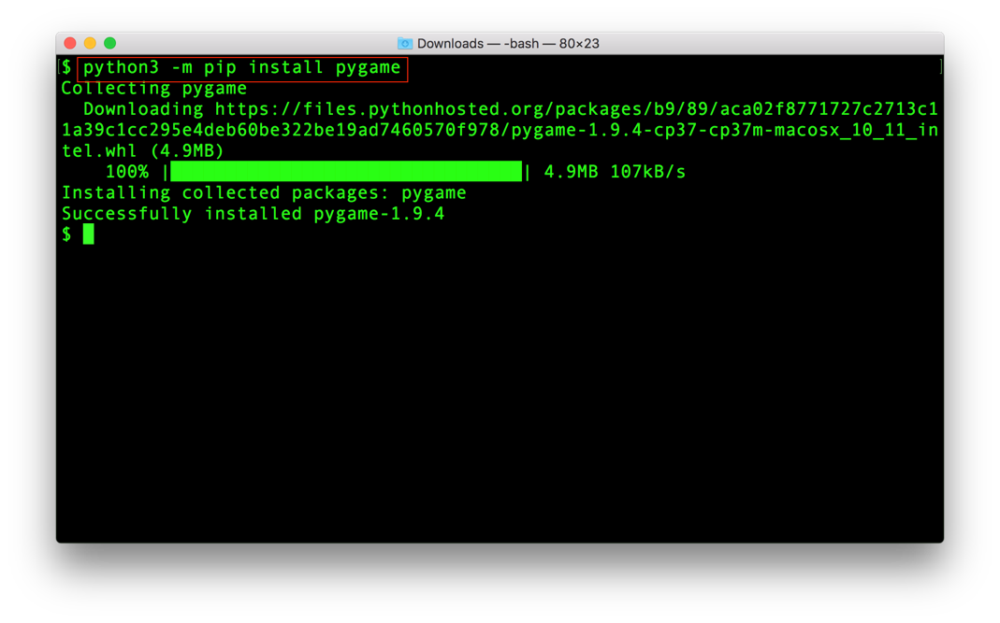 Downloads — -bash — 80×23
[$ python3 -m pip install pygame ]
Collecting pygame
  Downloading https://files.pythonhosted.org/packages/b9/89/aca02f8771727c2713c1
1a39c1cc295e4deb60be322be19ad7460570f978/pygame-1.9.4-cp37-cp37m-macosx_10_11_in
tel.whl (4.9MB)
    100% |████████████████████████████████| 4.9MB 107kB/s
Installing collected packages: pygame
Successfully installed pygame-1.9.4
$